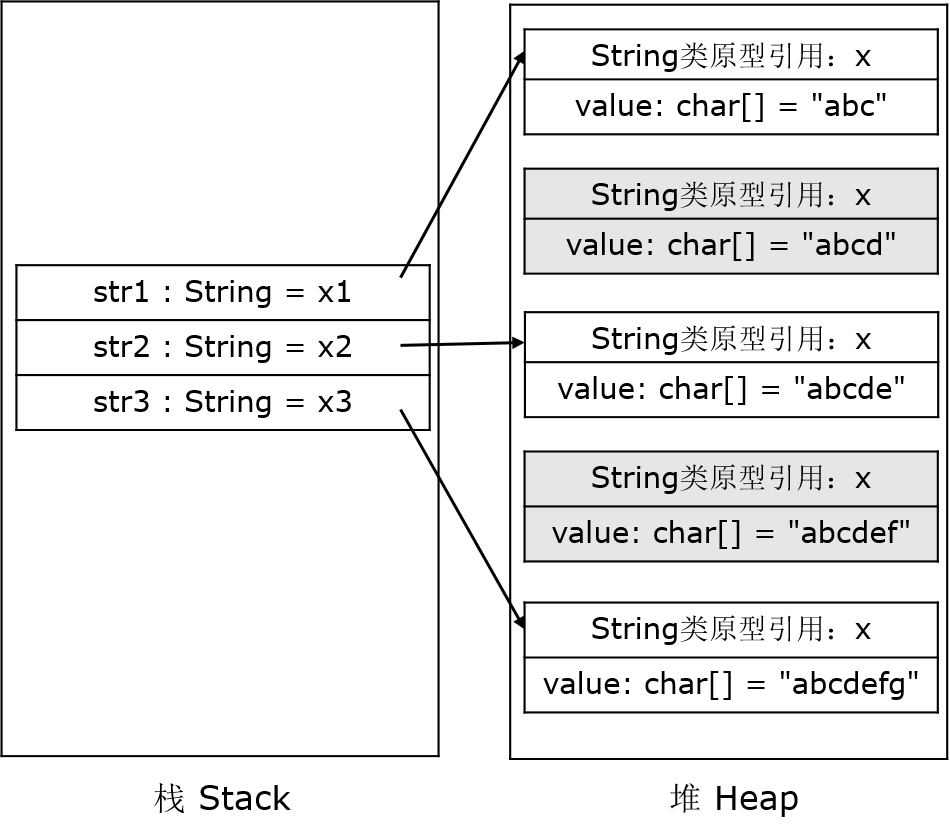 str1 : String = x1
str2 : String = x2
str3 : String = x3
栈 Stack
String类原型引用：x
value: char[] = "abc"
String类原型引用：x
value: char[] = "abcd"
String类原型引用：x
value: char[] = "abcde"
String类原型引用：x
value: char[] = "abcdef"
String类原型引用：x
value: char[] = "abcdefg"
堆 Heap